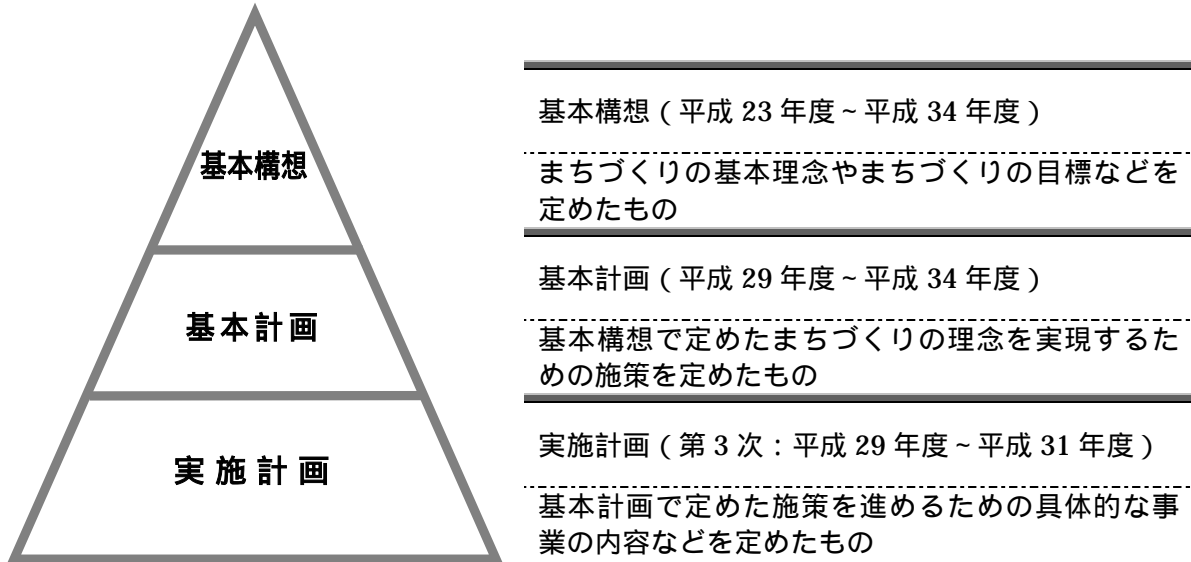 基本構想
基本計画
実施計画
基本構想（平成 23 年度～平成 34 年度）
まちづくりの基本理念やまちづくりの目標などを
定めたもの
基本計画（平成 29 年度～平成 34 年度）
基本構想で定めたまちづくりの理念を実現するた
めの施策を定めたもの
実施計画（第 3 次：平成 29 年度～平成 31 年度）
基本計画で定めた施策を進めるための具体的な事
業の内容などを定めたもの